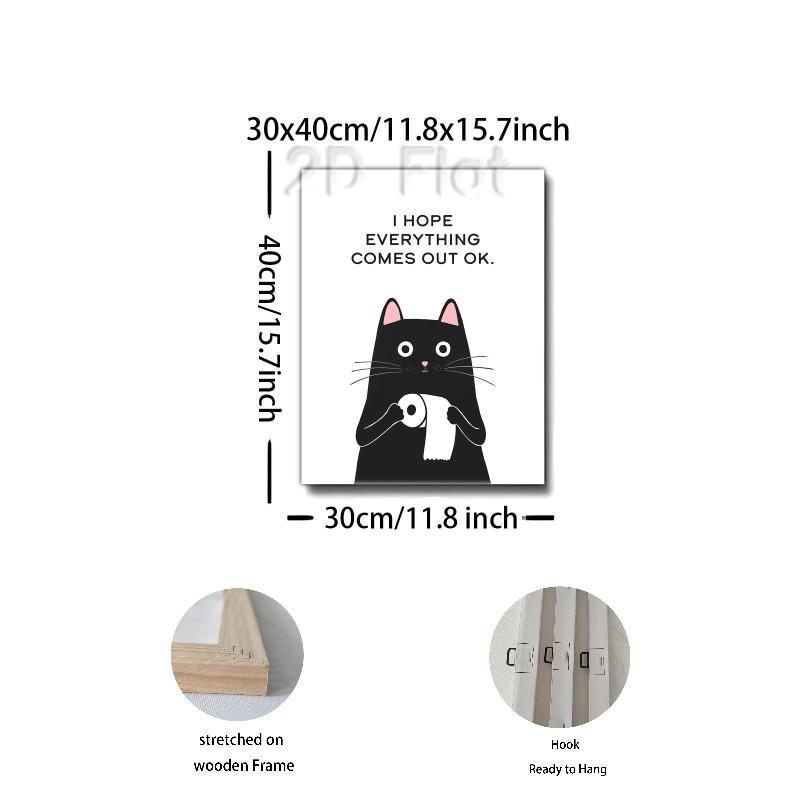 30x40cm/11.8x15.7inch
2D Flat
I HOPE
EVERYTHING
COMES OUT OK.
40cm/15.7inch
30cm/11.8 inch
stretched on
wooden Frame
Hook
Ready to Hang